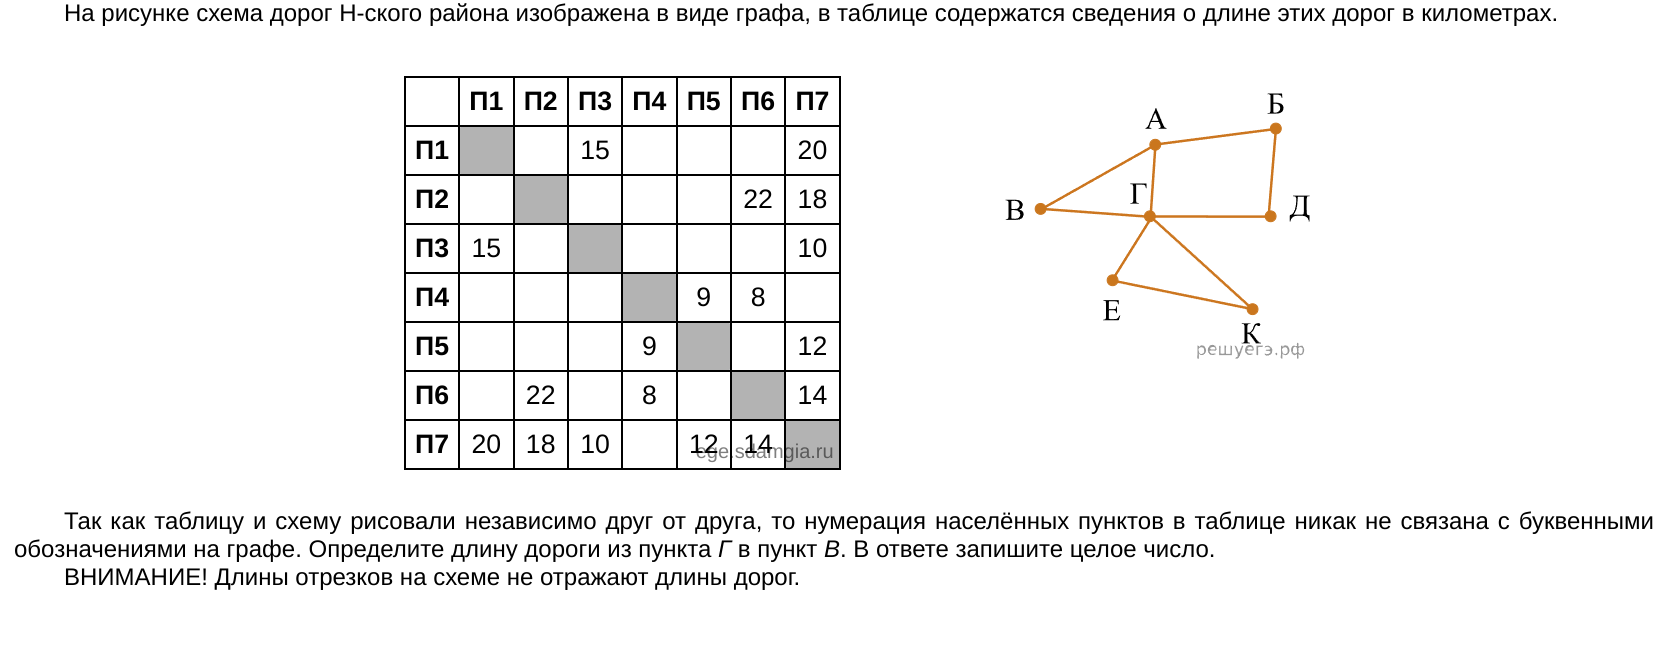 На рисунке схема дорог Н-ского района изображена в виде графа, в таблице содержатся сведения о длине этих дорог в километрах.
П1 П2 П3 П4 П5 П6 П7
П1 15 20
П2 22 18
П3 15 10
П4 9 8
П5 9 12
П6 22 8 14
П7 20 18 10 12 14
ege.sdamgia.ru
А
Б
В
Г
Д
Е
К
решуегэ.рф
Так как таблицу и схему рисовали независимо друг от друга, то нумерация населённых пунктов в таблице никак не связана с буквенными
обозначениями на графе. Определите длину дороги из пункта Г в пункт В. В ответе запишите целое число.
ВНИМАНИЕ! Длины отрезков на схеме не отражают длины дорог.